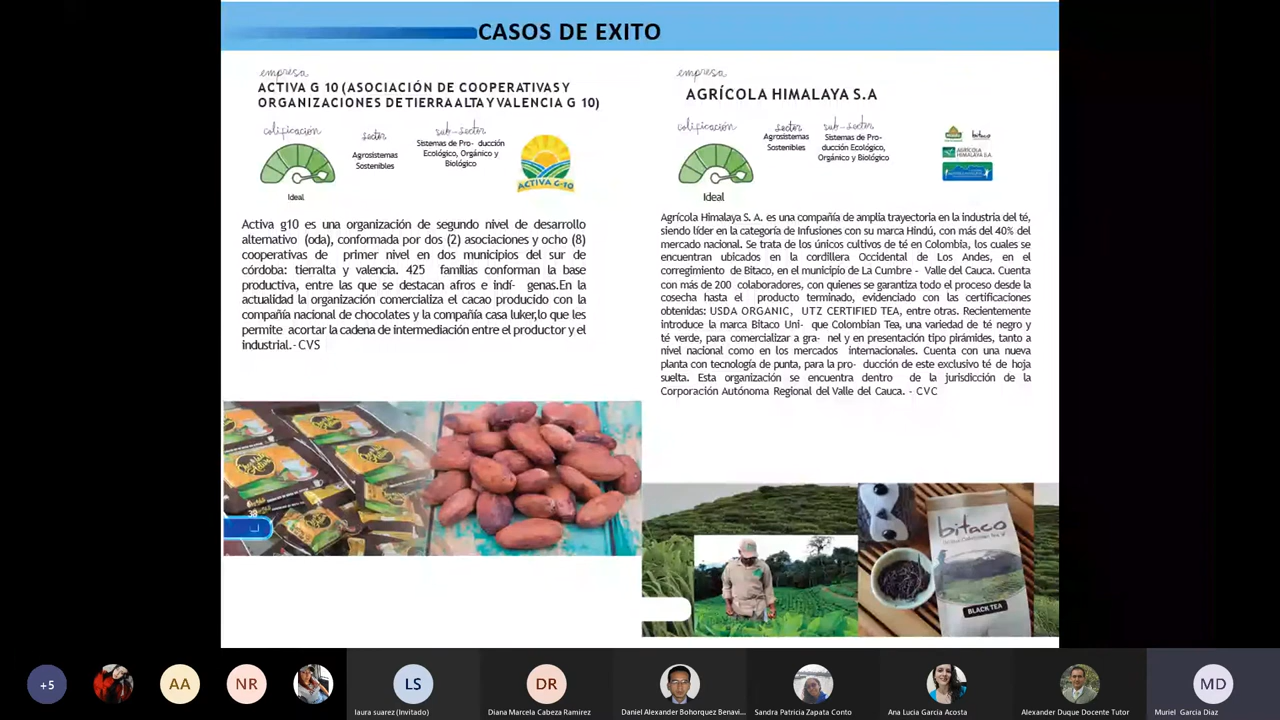 CASOS DE EXITO
empresa
ACTIVA G 10 (ASOCIACIÓN DE COOPERATIVAS Y
ORGANIZACIONES DE TIERRA ALTA Y VALENCIA G 10)
calificación
sector
sub-sector
Agrosistemas
Sostenibles
Sistemas de Pro- ducción
Ecológico, Orgánico y
Biológico
ACTIVA G-10
Ideal
Activa g10 es una organización de segundo nivel de desarrollo
alternativo (oda), conformada por dos (2) asociaciones y ocho (8)
cooperativas de primer nivel en dos municipios del sur de
córdoba: tierralta y valencia. 425 familias conforman la base
productiva, entre las que se destacan afros e indí- genas.En la
actualidad la organización comercializa el cacao producido con la
compañía nacional de chocolates y la compañía casa luker,lo que les
permite acortar la cadena de intermediación entre el productor y el
industrial.- CVS
38
empresa
AGRÍCOLA HIMALAYA S.A
calificación
sector
sub-sector
Agrosistemas
Sostenibles
Sistemas de Pro-
ducción Ecológico,
Orgánico y Biológico
bitaco
AGRÍCOLA
HIMALAYA S.A
Ideal
Agrícola Himalaya S. A. es una compañía de amplia trayectoria en la industria del té,
siendo líder en la categoría de Infusiones con su marca Hindú, con más del 40% del
mercado nacional. Se trata de los únicos cultivos de té en Colombia, los cuales se
encuentran ubicados en la cordillera Occidental de Los Andes, en el
corregimiento de Bitaco, en el municipio de La Cumbre - Valle del Cauca. Cuenta
con más de 200 colaboradores, con quienes se garantiza todo el proceso desde la
cosecha hasta el producto terminado, evidenciado con las certificaciones
obtenidas: USDA ORGANIC, UTZ CERTIFIED TEA, entre otras. Recientemente
introduce la marca Bitaco Uni- que Colombian Tea, una variedad de té negro y
té verde, para comercializar a gra- nel y en presentación tipo pirámides, tanto a
nivel nacional como en los mercados internacionales. Cuenta con una nueva
planta con tecnología de punta, para la pro- ducción de este exclusivo té de hoja
suelta. Esta organización se encuentra dentro de la jurisdicción de la
Corporación Autónoma Regional del Valle del Cauca. - CVC
bitaco
BLACK TEA
+5
AA
NR
LS
laura suarez (Invitado)
DR
Diana Marcela Cabeza Ramirez
Daniel Alexander Bohorquez Benavi...
Sandra Patricia Zapata Conto
Ana Lucia Garcia Acosta
Alexander Duque Docente Tutor
MD
Muriel Garcia Diaz